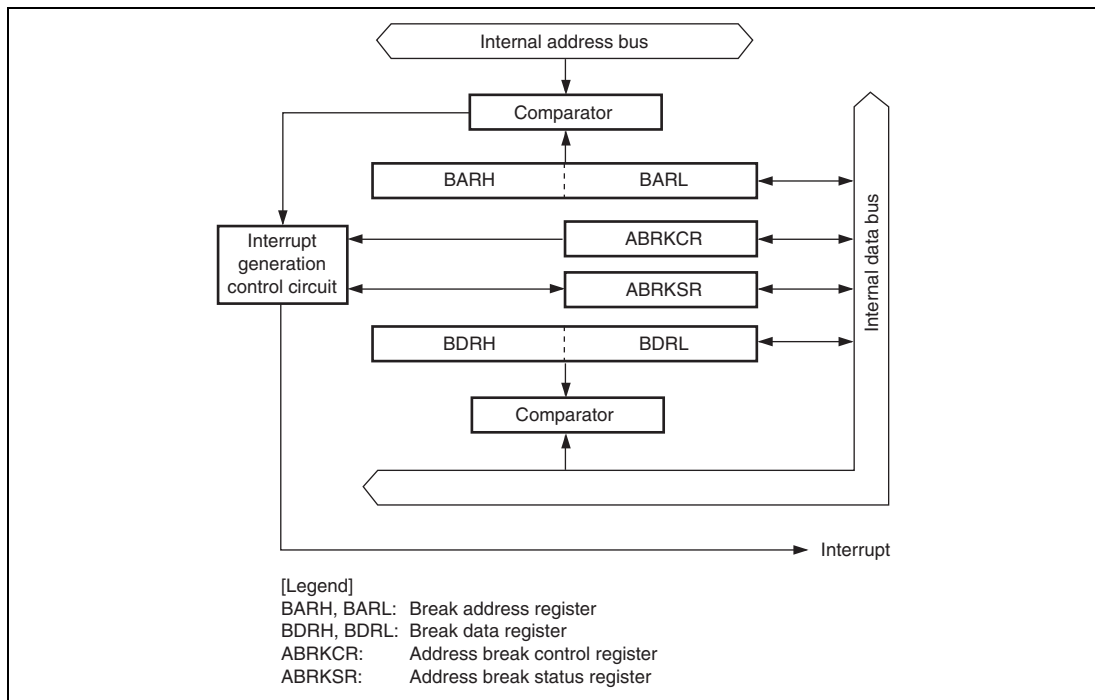 Internal address bus
Comparator
BARH BARL
Interrupt
generation
control circuit
ABRKCR
ABRKSR
Internal data bus
BDRH BDRL
Comparator
Interrupt
[Legend]
BARH, BARL: Break address register
BDRH, BDRL: Break data register
ABRKCR: Address break control register
ABRKSR: Address break status register